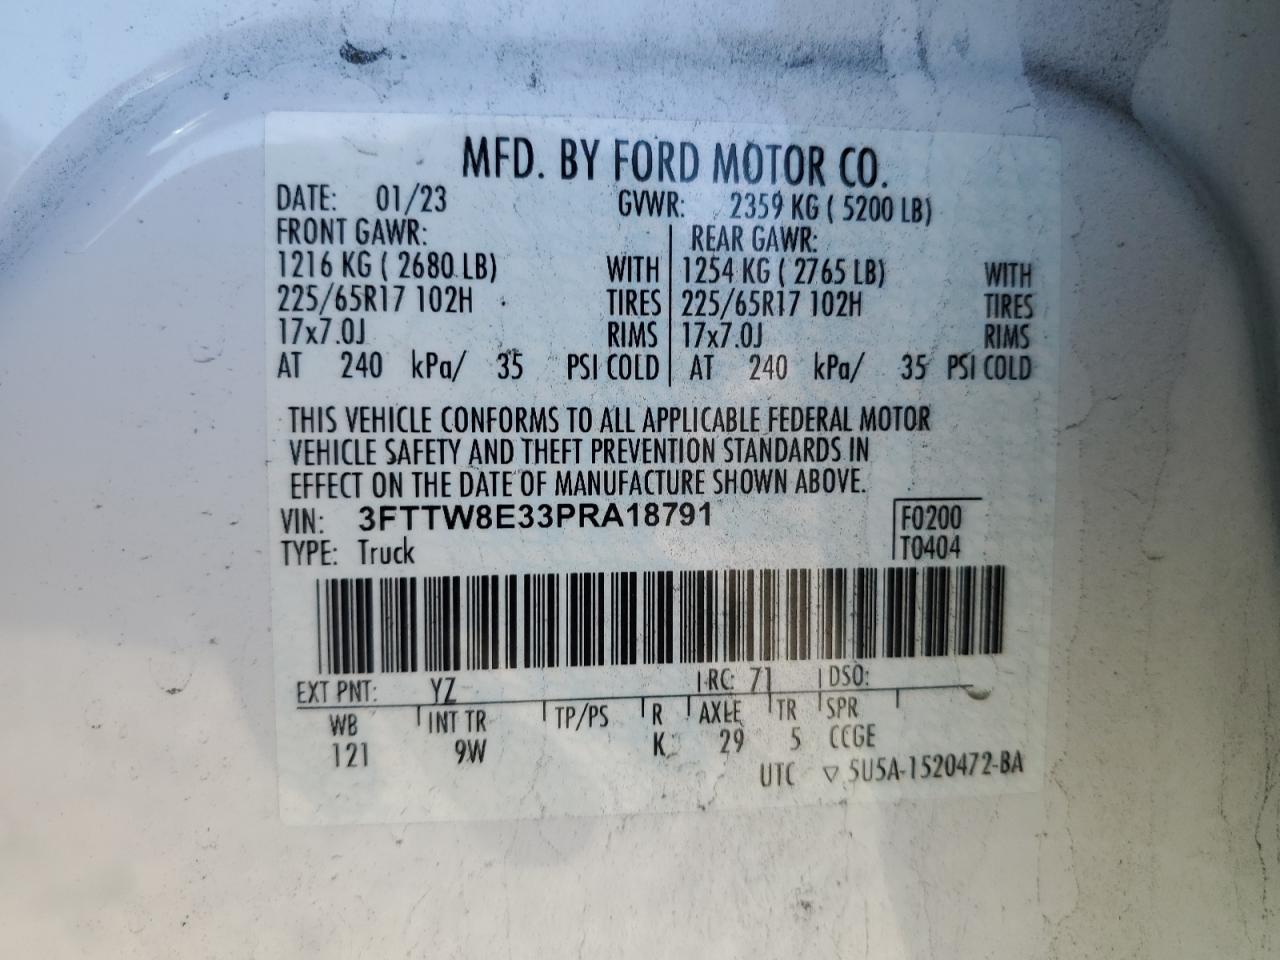 MFD. BY FORD MOTOR CO.
DATE: 01/23 GVWR: 2359 KG ( 5200 LB)
FRONT GAWR: REAR GAWR:
1216 KG ( 2680 LB) WITH 1254 KG ( 2765 LB) WITH
225/65R17 102H TIRES 225/65R17 102H TIRES
17x7.0J RIMS 17x7.0J RIMS
AT 240 kPa/ 35 PSI COLD AT 240 kPa/ 35 PSI COLD
THIS VEHICLE CONFORMS TO ALL APPLICABLE FEDERAL MOTOR
VEHICLE SAFETY AND THEFT PREVENTION STANDARDS IN
EFFECT ON THE DATE OF MANUFACTURE SHOWN ABOVE.
VIN: 3FTTW8E33PRA18791 F0200
TYPE: Truck T0404
EXT PNT: YZ RC: 71 DSO:
WB INT TR TP/PS R AXLE TR SPR
121 9W K 29 5 CCGE
UTC ▽ 5U5A-1520472-BA